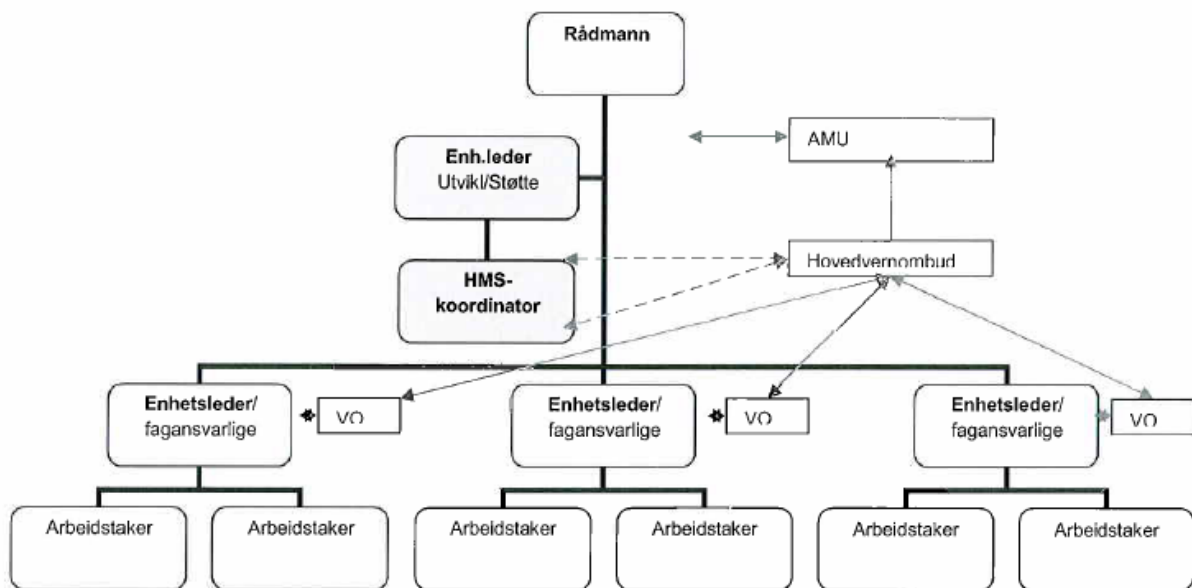 Rådmann
AMU
Enh.leder
Utvikl/Støtte
Hovedvernombud
HMS-
koordinator
Enhetsleder/
fagansvarlige
VO
Enhetsleder/
fagansvarlige
VO
Enhetsleder/
fagansvarlige
VO
Arbeidstaker
Arbeidstaker
Arbeidstaker
Arbeidstaker
Arbeidstaker
Arbeidstaker